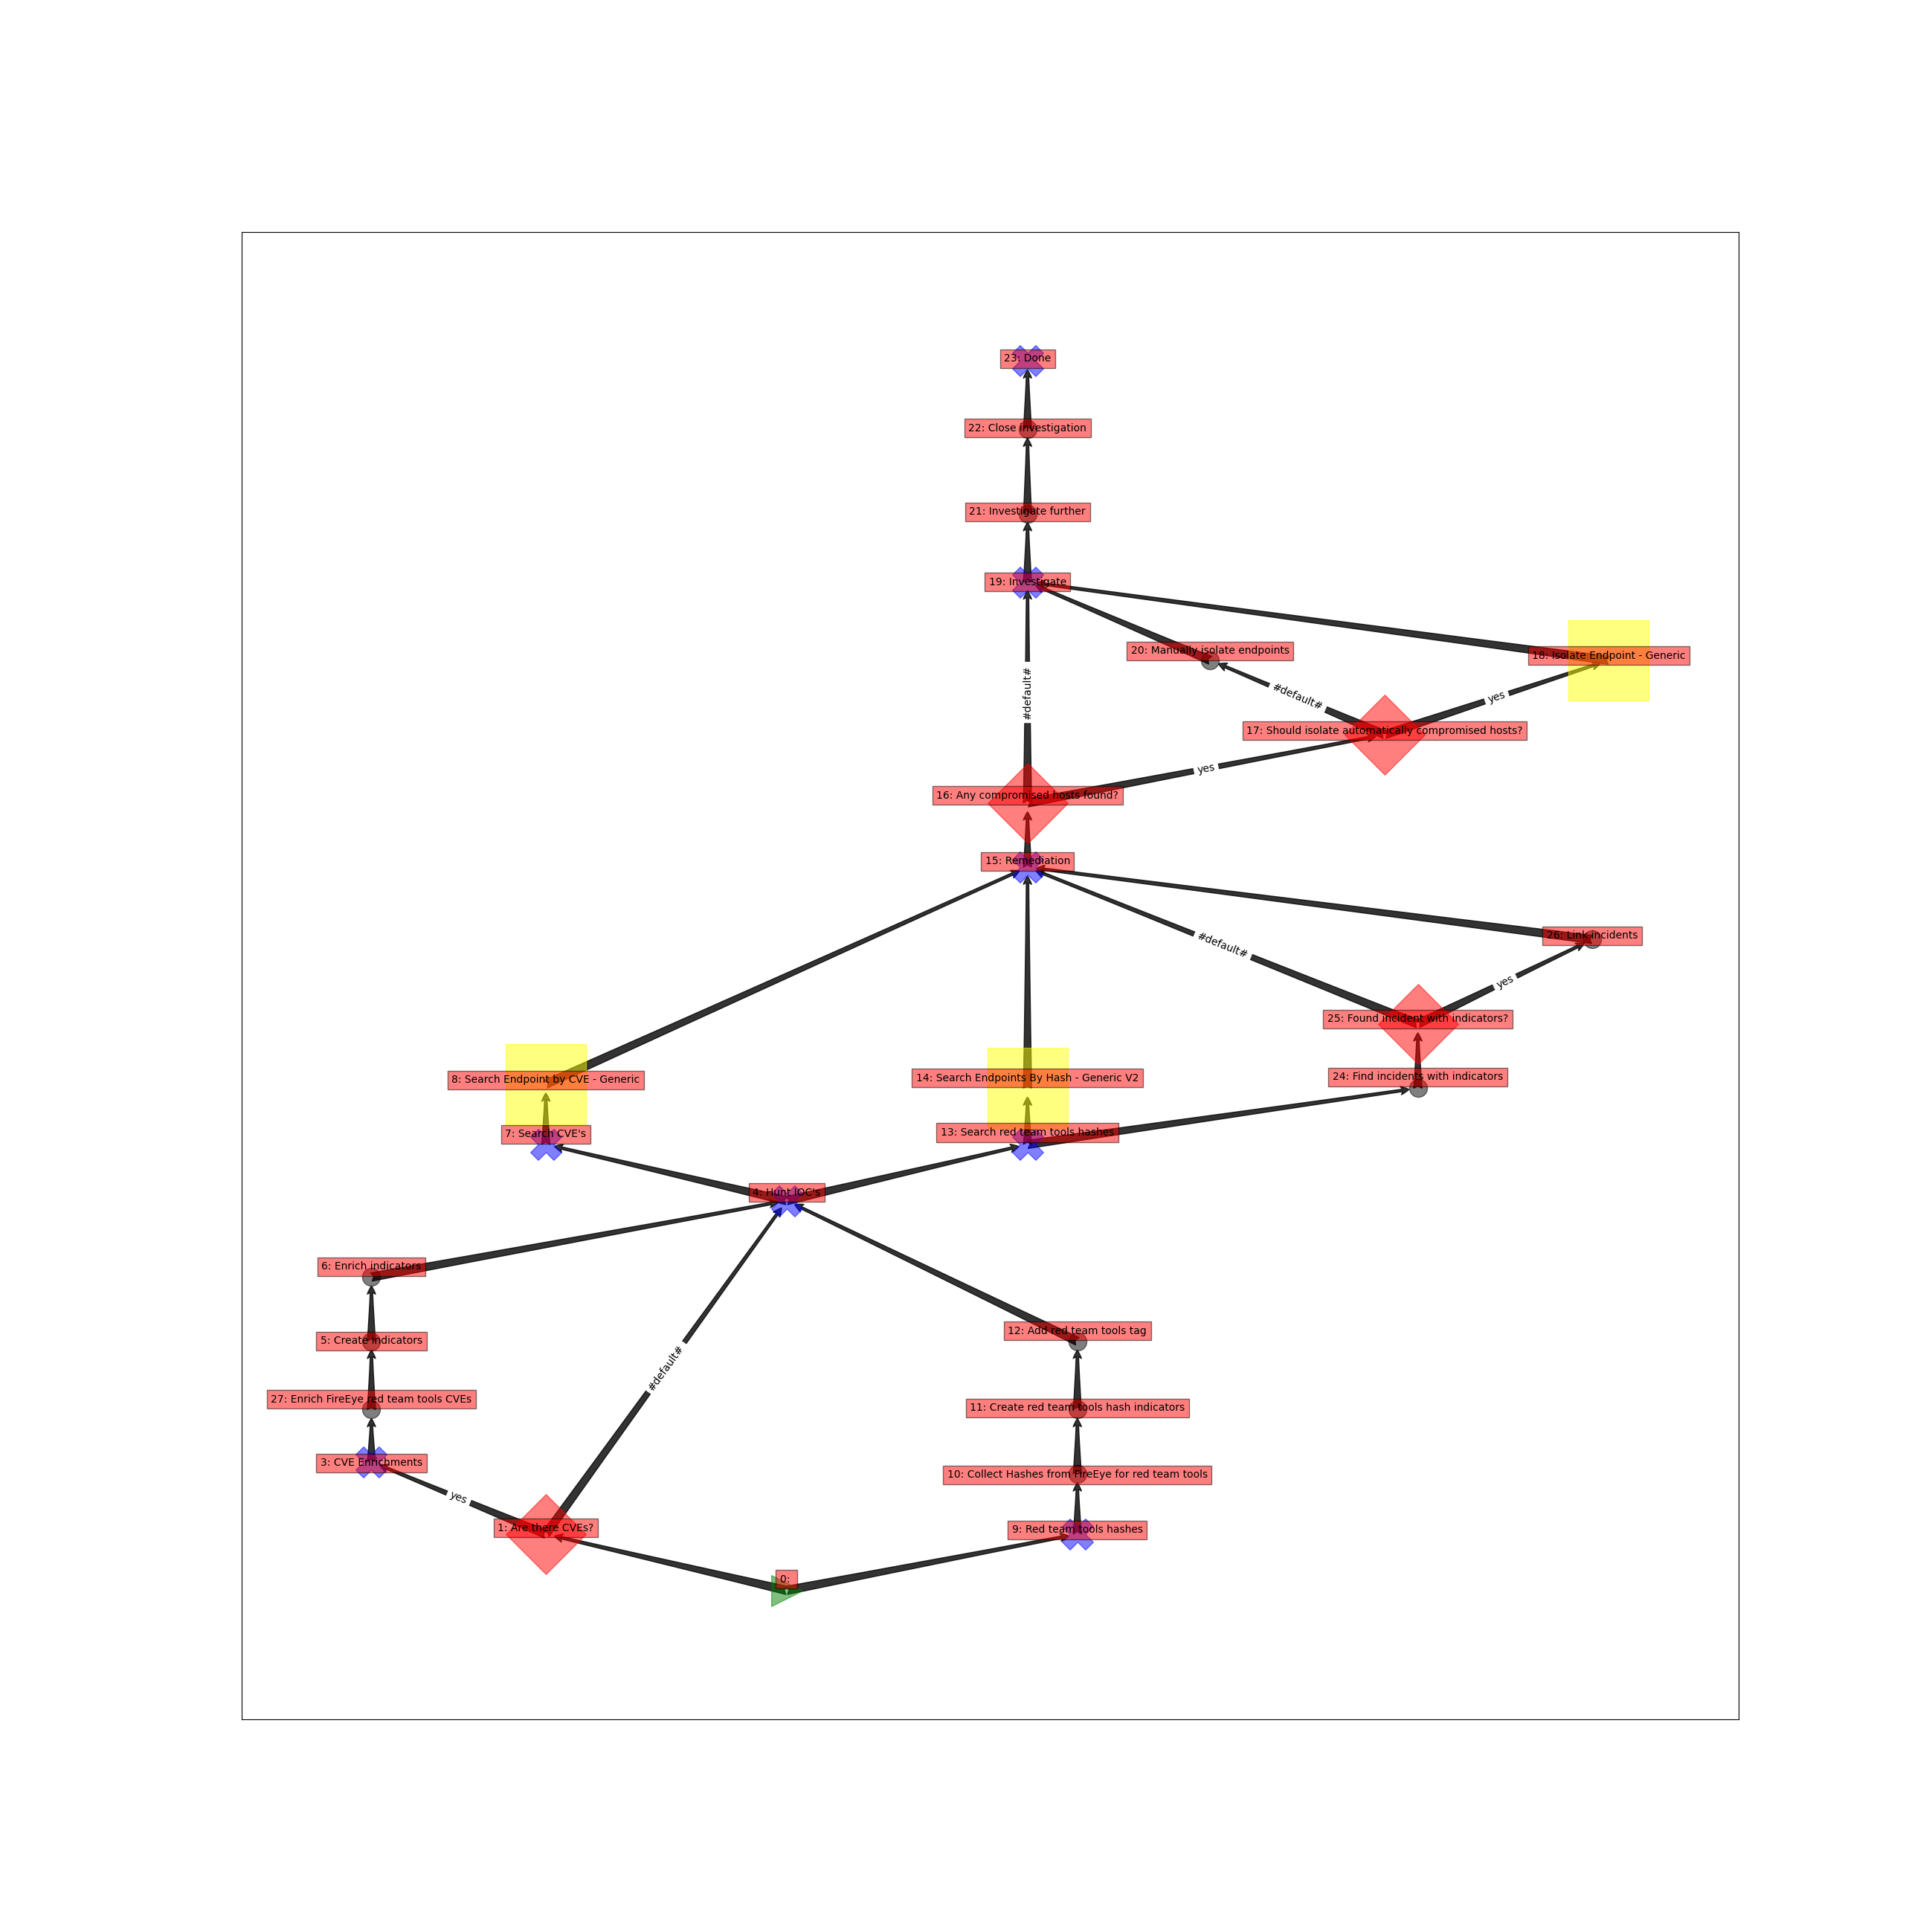 23: Done
22: Close investigation
21: Investigate further
19: Investigate
20: Manually isolate endpoints
18: Isolate Endpoint - Generic
#default#
#default#
yes
17: Should isolate automatically compromised hosts?
yes
16: Any compromised hosts found?
15: Remediation
26: Link incidents
#default#
yes
25: Found incident with indicators?
8: Search Endpoint by CVE - Generic
14: Search Endpoints By Hash - Generic V2
24: Find incidents with indicators
7: Search CVE's
13: Search red team tools hashes
4: Hunt IOC's
6: Enrich indicators
5: Create indicators
12: Add red team tools tag
#default#
27: Enrich FireEye red team tools CVEs
11: Create red team tools hash indicators
3: CVE Enrichments
10: Collect Hashes from FireEye for red team tools
yes
1: Are there CVEs?
9: Red team tools hashes
0: